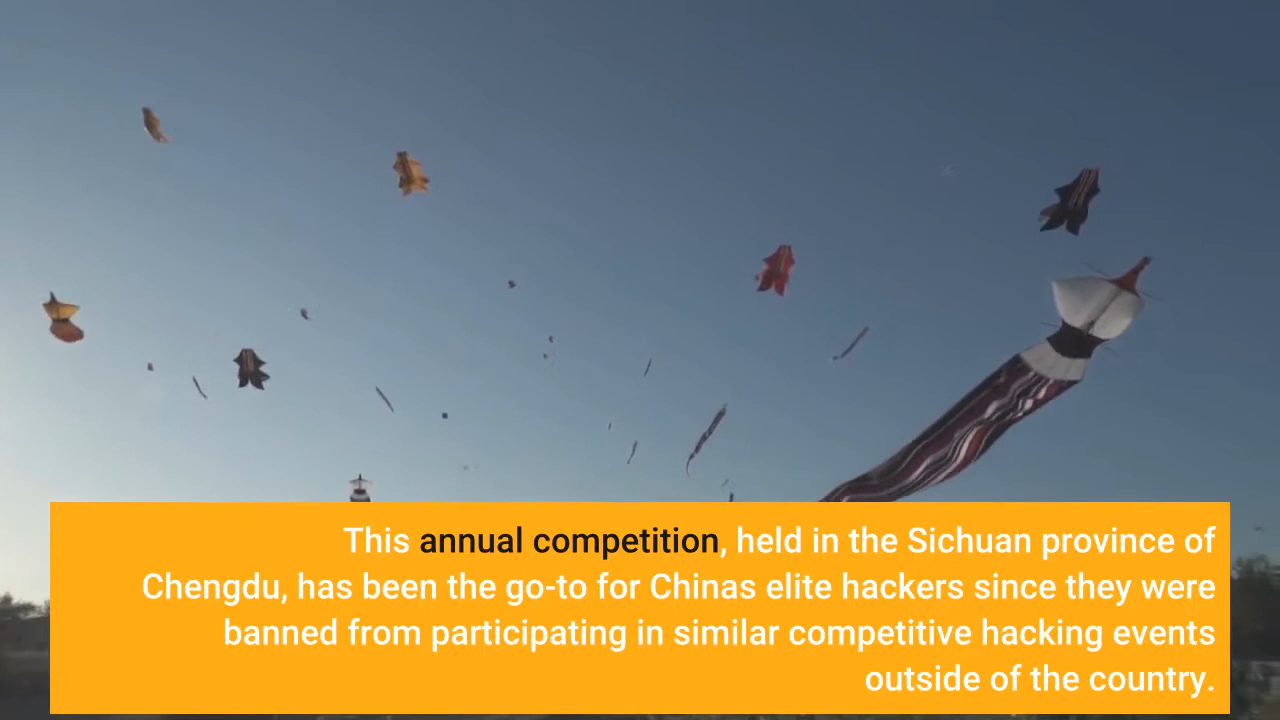 This annual competition, held in the Sichuan province of
Chengdu, has been the go-to for Chinas elite hackers since they were
banned from participating in similar competitive hacking events
outside of the country.